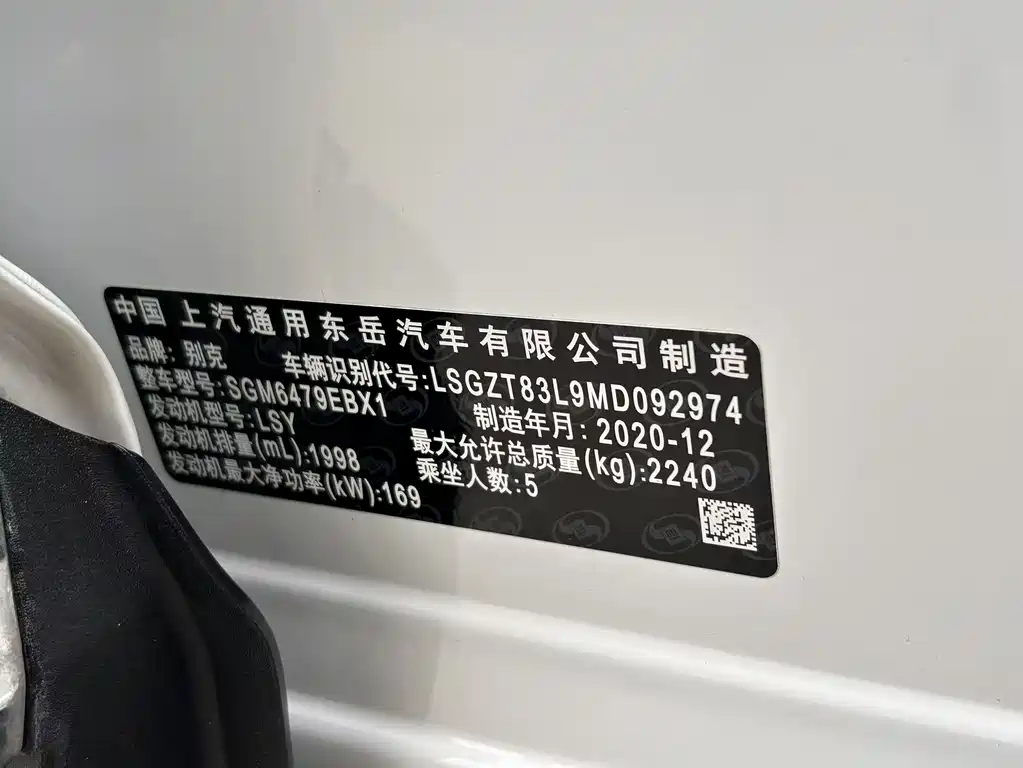 中国 上汽通用东岳汽车有限公司制造
品牌: 别克 车辆识别代号:LSGZT83L9MD092974
整车型号:SGM6479EBX1 制造年月: 2020-12
发动机型号:LSY 最大允许总质量(kg):2240
发动机排量(mL):1998 乘坐人数:5
发动机最大净功率(kW):169